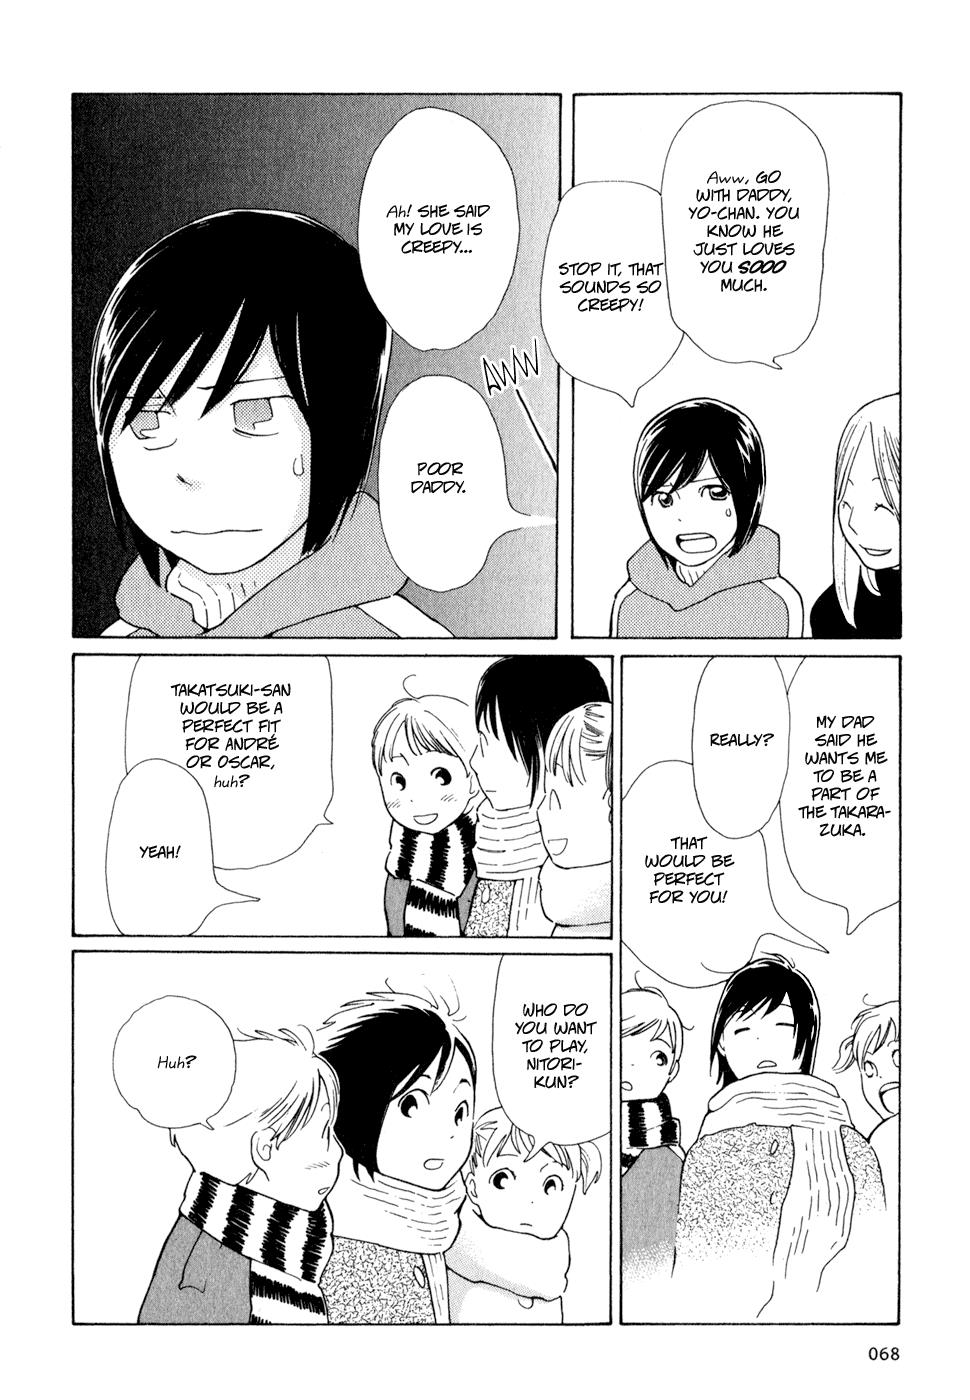 Aww, GO
WITH DADDY,
YO-CHAN. YOU
KNOW HE
JUST LOVES
YOU SOOO
MUCH.
STOP IT, THAT
SOUNDS SO
CREEPY!
Ah! SHE SAID
MY LOVE IS
CREEPY...
AWW
POOR
DADDY.
MY DAD
SAID HE
WANTS ME
TO BE A
PART OF
THE TAKARA-
ZUKA.
REALLY?
THAT
WOULD BE
PERFECT
FOR YOU!
TAKATSUKI-SAN
WOULD BE A
PERFECT FIT
FOR ANDRÉ
OR OSCAR,
huh?
YEAH!
WHO DO
YOU WANT
TO PLAY,
NITORI-
KUN?
Huh?
068